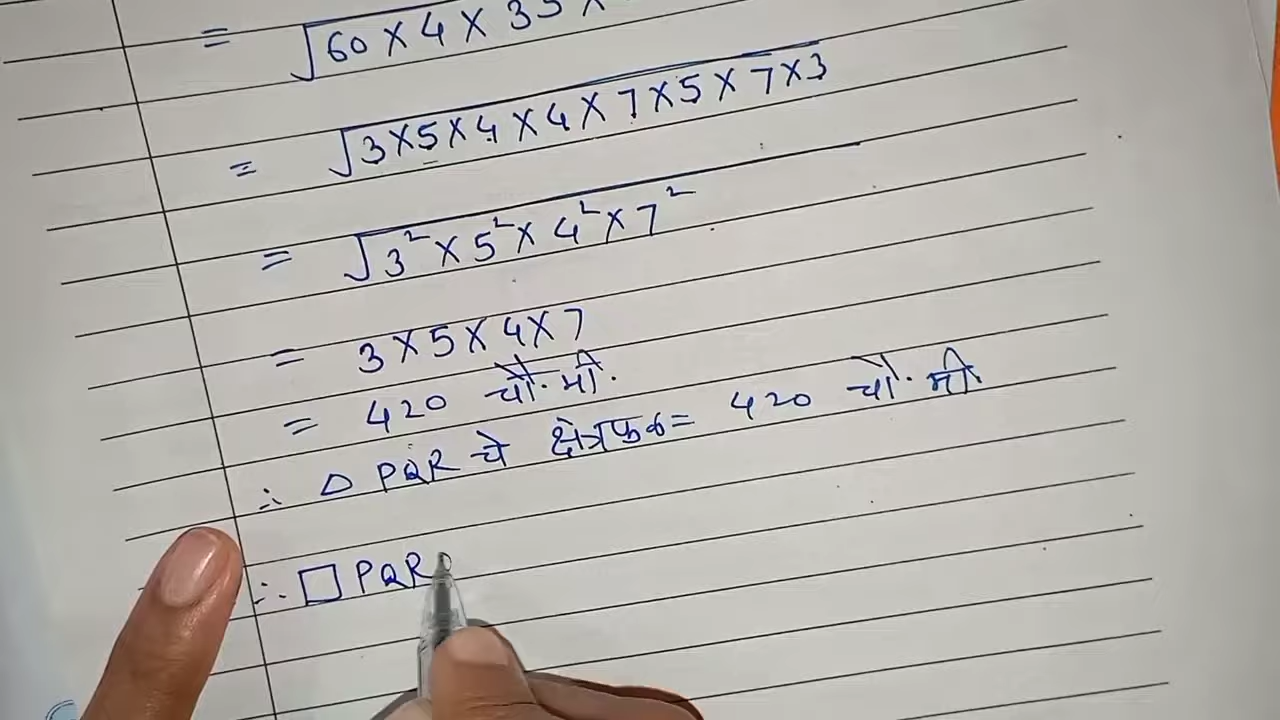 = √60 × 4 × 35 ×
= √3 × 5 × 4 × 4 × 7 × 5 × 7 × 3
= √3² × 5² × 4² × 7²
= 3 × 5 × 4 × 7
= 420 चौ. मी.
∴ △ PQR चे क्षेत्रफळ = 420 चौ. मी.
∴ □ PQR